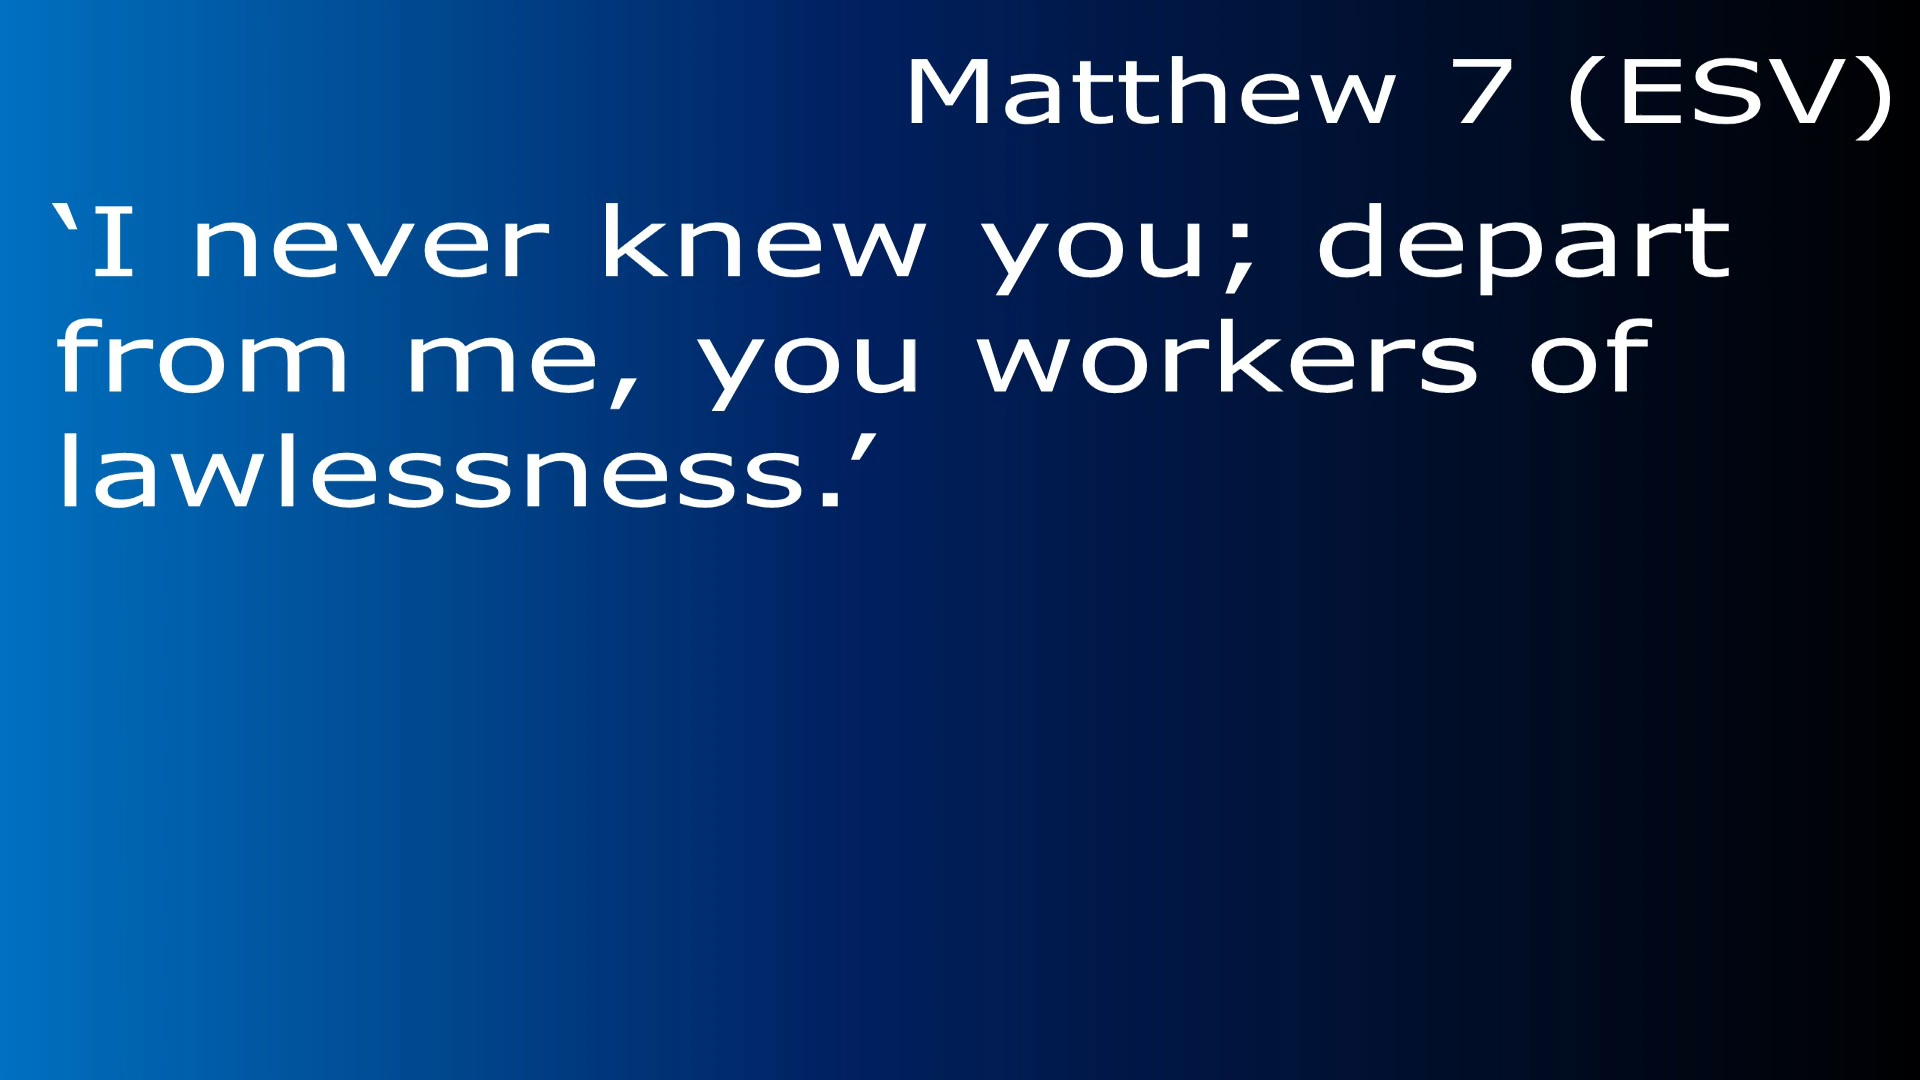 Matthew 7 (ESV)
‘I never knew you; depart
from me, you workers of
lawlessness.’